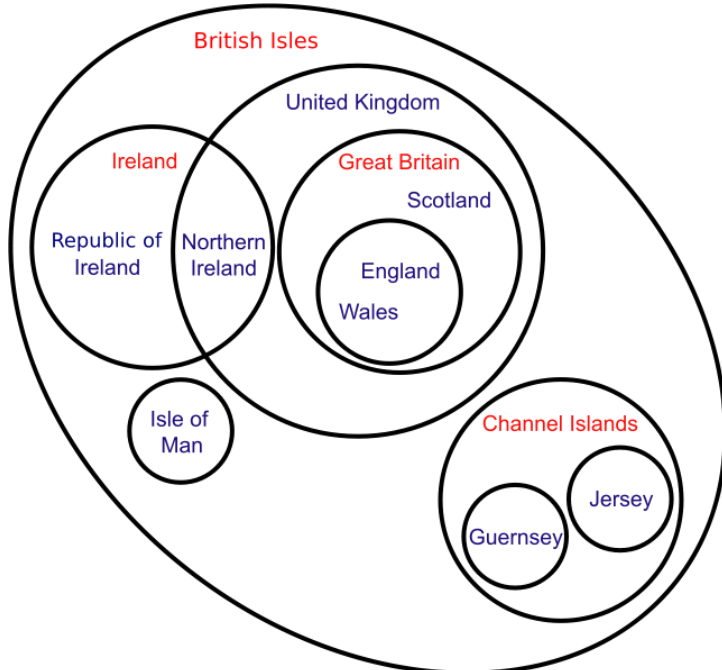 British Isles
United Kingdom
Ireland
Great Britain
Scotland
Republic of
Ireland
Northern
Ireland
England
Wales
Isle of
Man
Channel Islands
Jersey
Guernsey